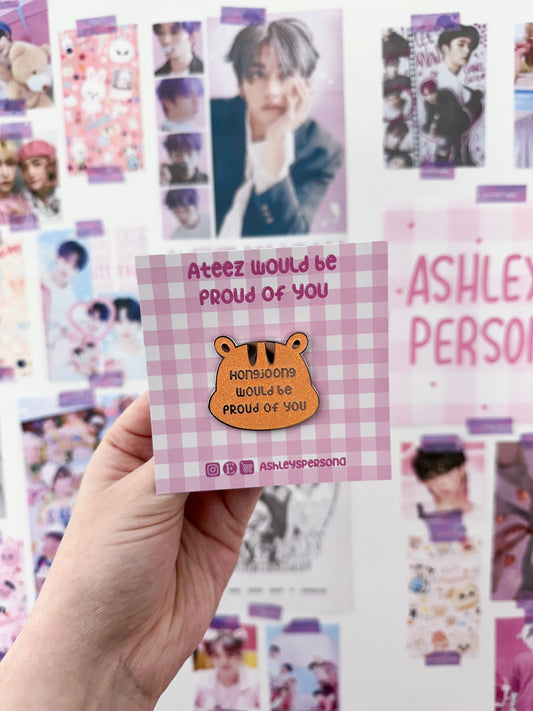 Ateez would be
proud of you
Hongjoong
would be
proud of you
Ashleyspersona
ASHLEY
PERSON